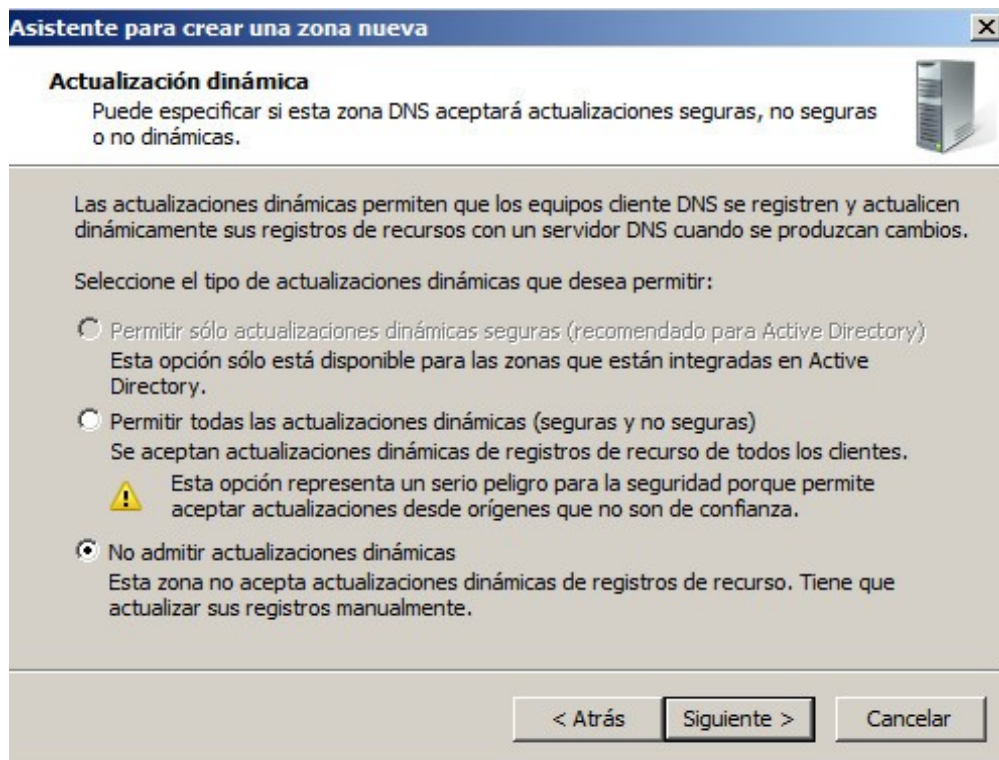 Asistente para crear una zona nueva
Actualización dinámica
Puede especificar si esta zona DNS aceptará actualizaciones seguras, no seguras
o no dinámicas.
Las actualizaciones dinámicas permiten que los equipos cliente DNS se registren y actualicen
dinámicamente sus registros de recursos con un servidor DNS cuando se produzcan cambios.
Seleccione el tipo de actualizaciones dinámicas que desea permitir:
Permitir sólo actualizaciones dinámicas seguras (recomendado para Active Directory)
Esta opción sólo está disponible para las zonas que están integradas en Active
Directory.
Permitir todas las actualizaciones dinámicas (seguras y no seguras)
Se aceptan actualizaciones dinámicas de registros de recurso de todos los clientes.
Esta opción representa un serio peligro para la seguridad porque permite
aceptar actualizaciones desde orígenes que no son de confianza.
No admitir actualizaciones dinámicas
Esta zona no acepta actualizaciones dinámicas de registros de recurso. Tiene que
actualizar sus registros manualmente.
< Atrás Siguiente > Cancelar